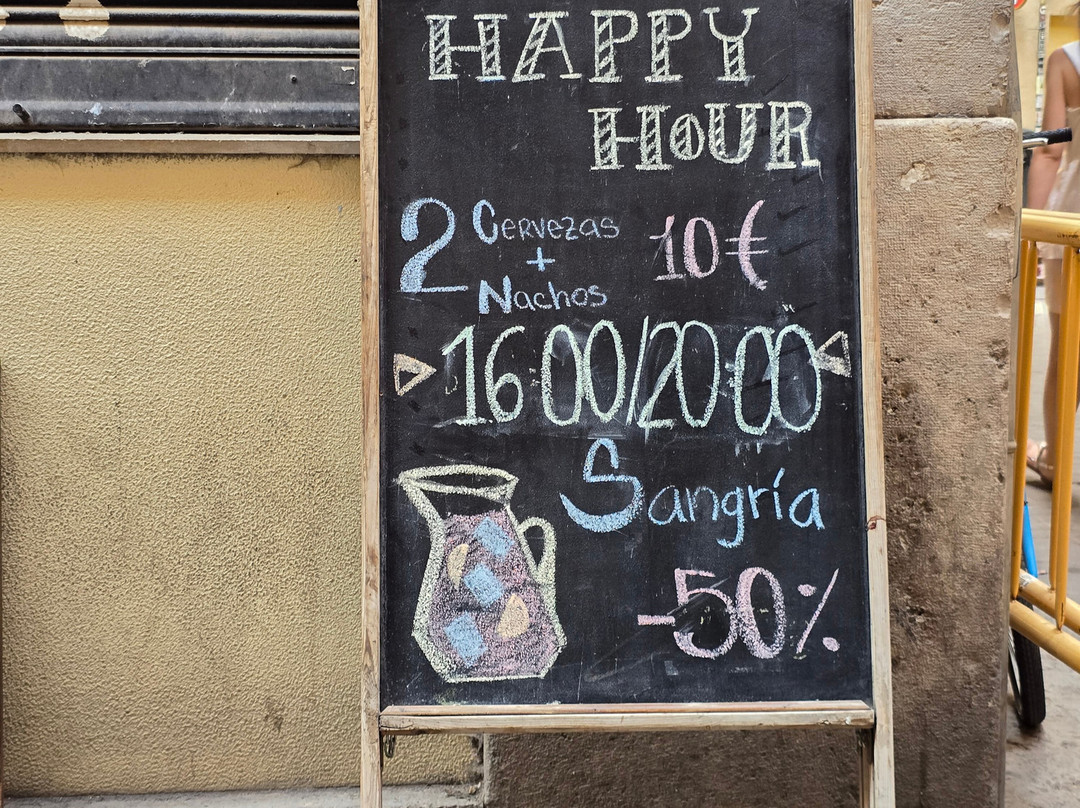 HAPPY
HOUR
2 Cervezas 10€
+
Nachos
16:00/20:00
Sangría
-50%